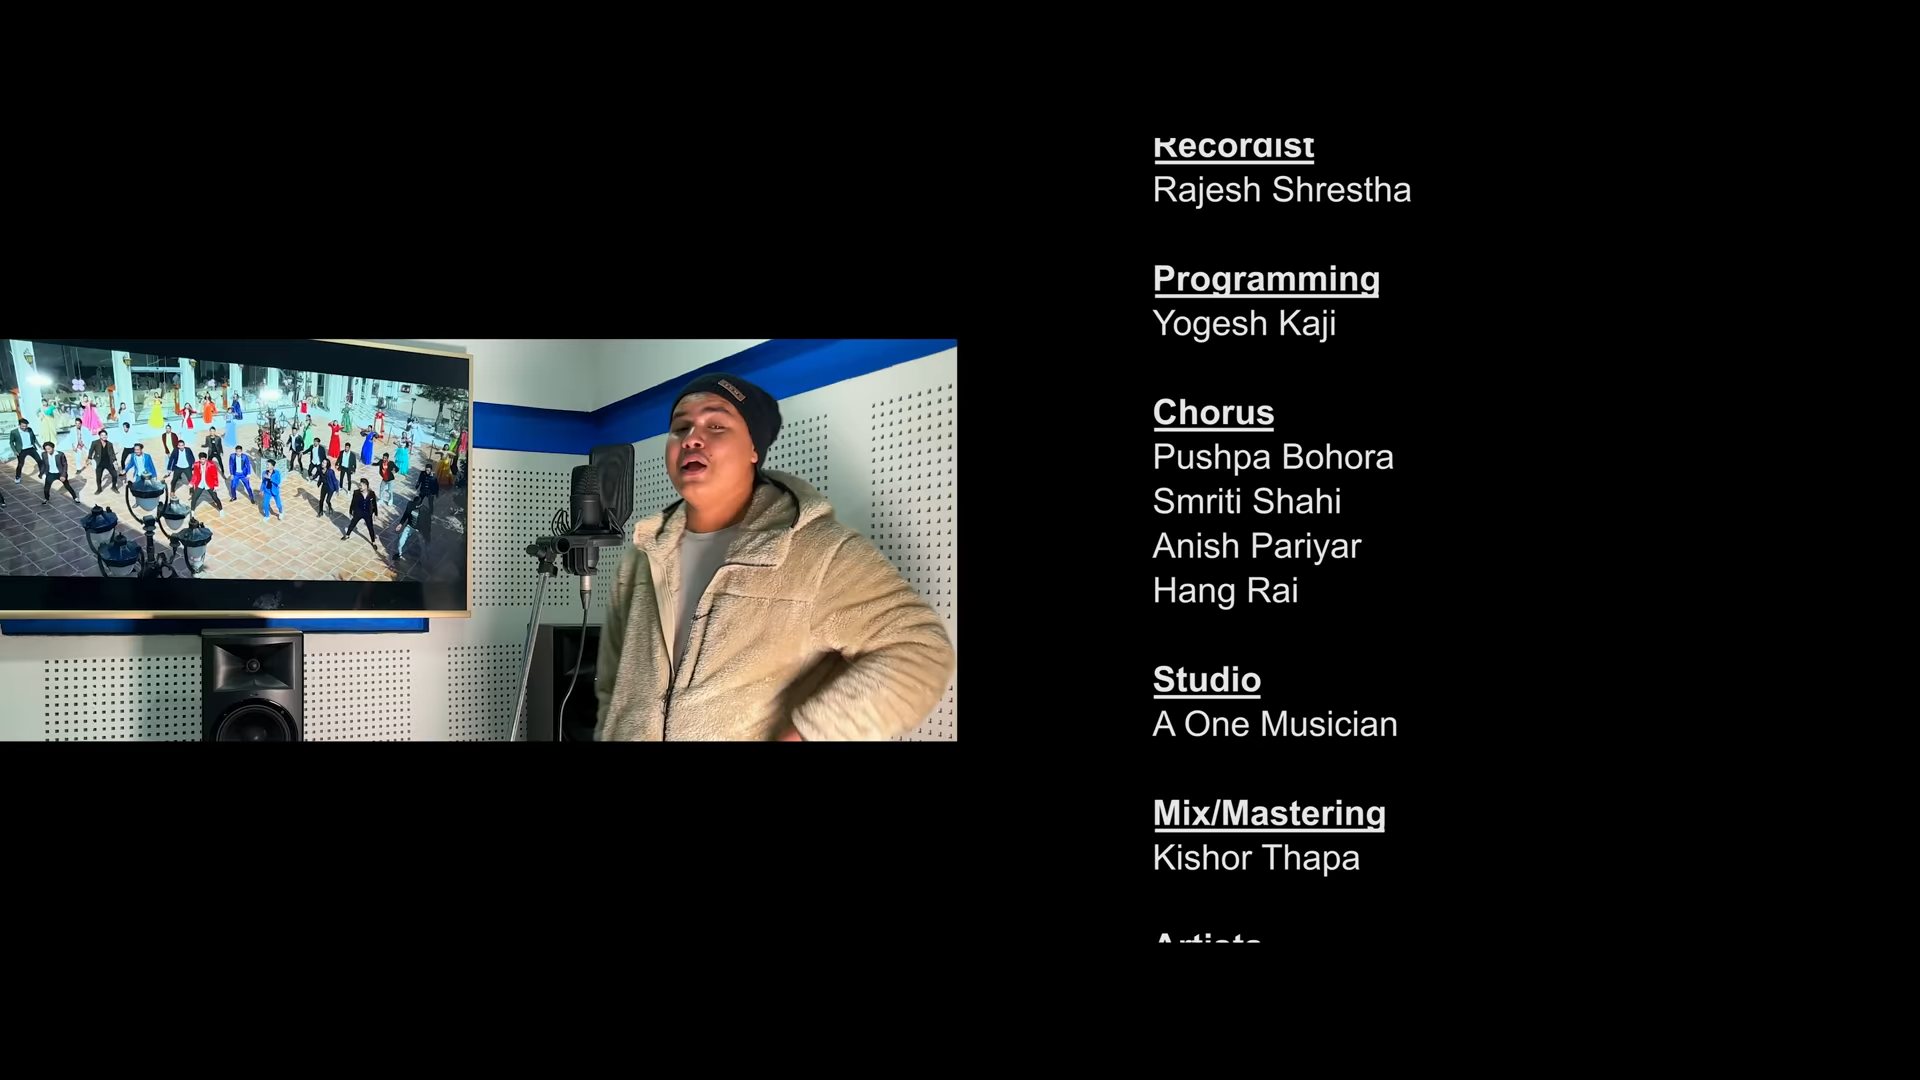 Recordist
Rajesh Shrestha
Programming
Yogesh Kaji
Chorus
Pushpa Bohora
Smriti Shahi
Anish Pariyar
Hang Rai
Studio
A One Musician
Mix/Mastering
Kishor Thapa
Artists